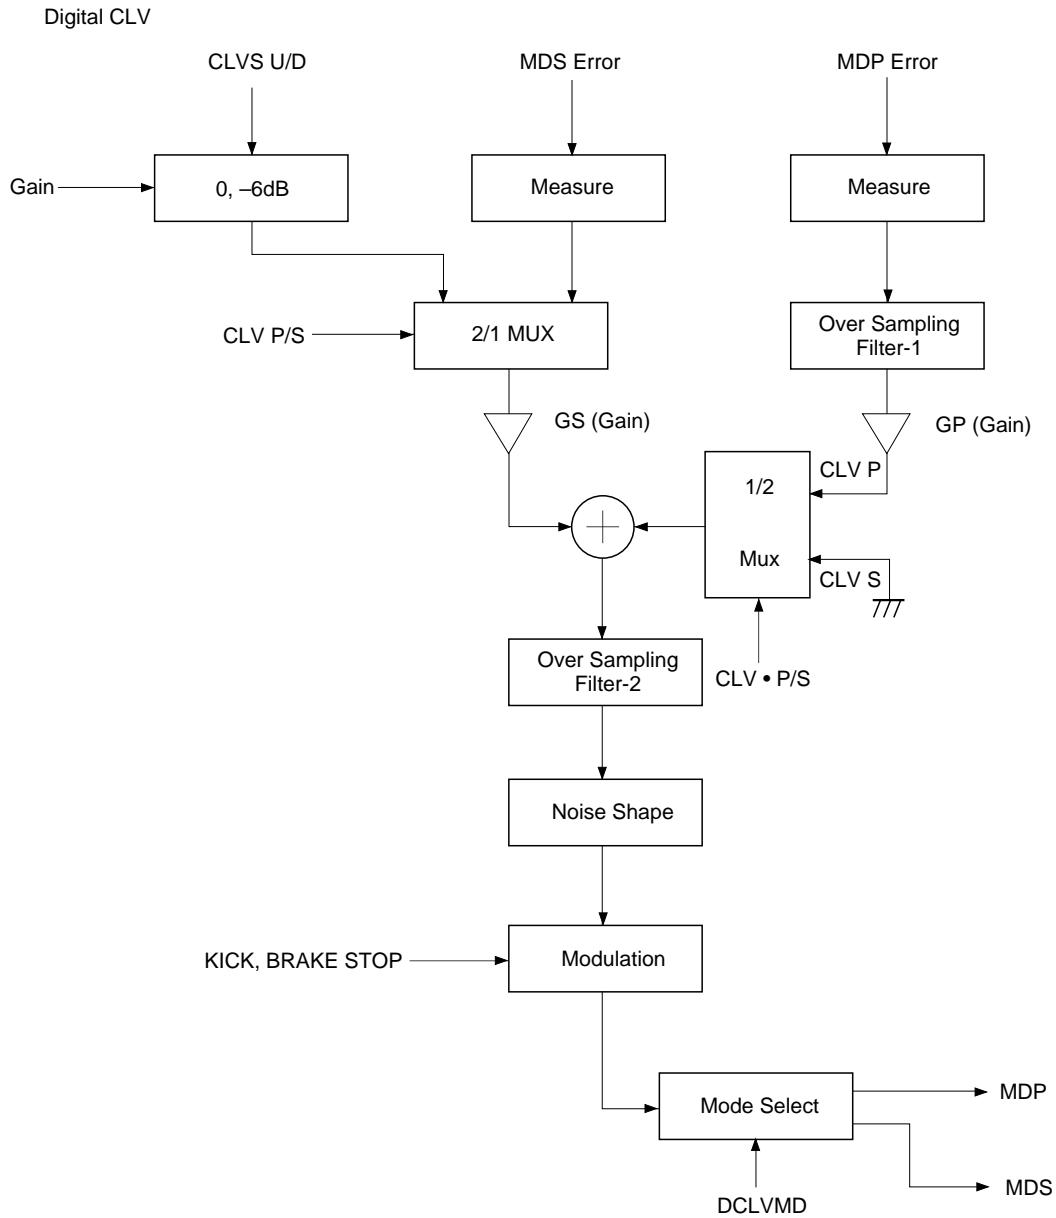 Digital CLV
CLVS U/D
MDS Error
MDP Error
Gain
0, –6dB
Measure
Measure
CLV P/S
2/1 MUX
Over Sampling
Filter-1
GS (Gain)
GP (Gain)
CLV P
1/2
Mux
CLV S
Over Sampling
Filter-2
CLV • P/S
Noise Shape
KICK, BRAKE STOP
Modulation
Mode Select
MDP
MDS
DCLVMD